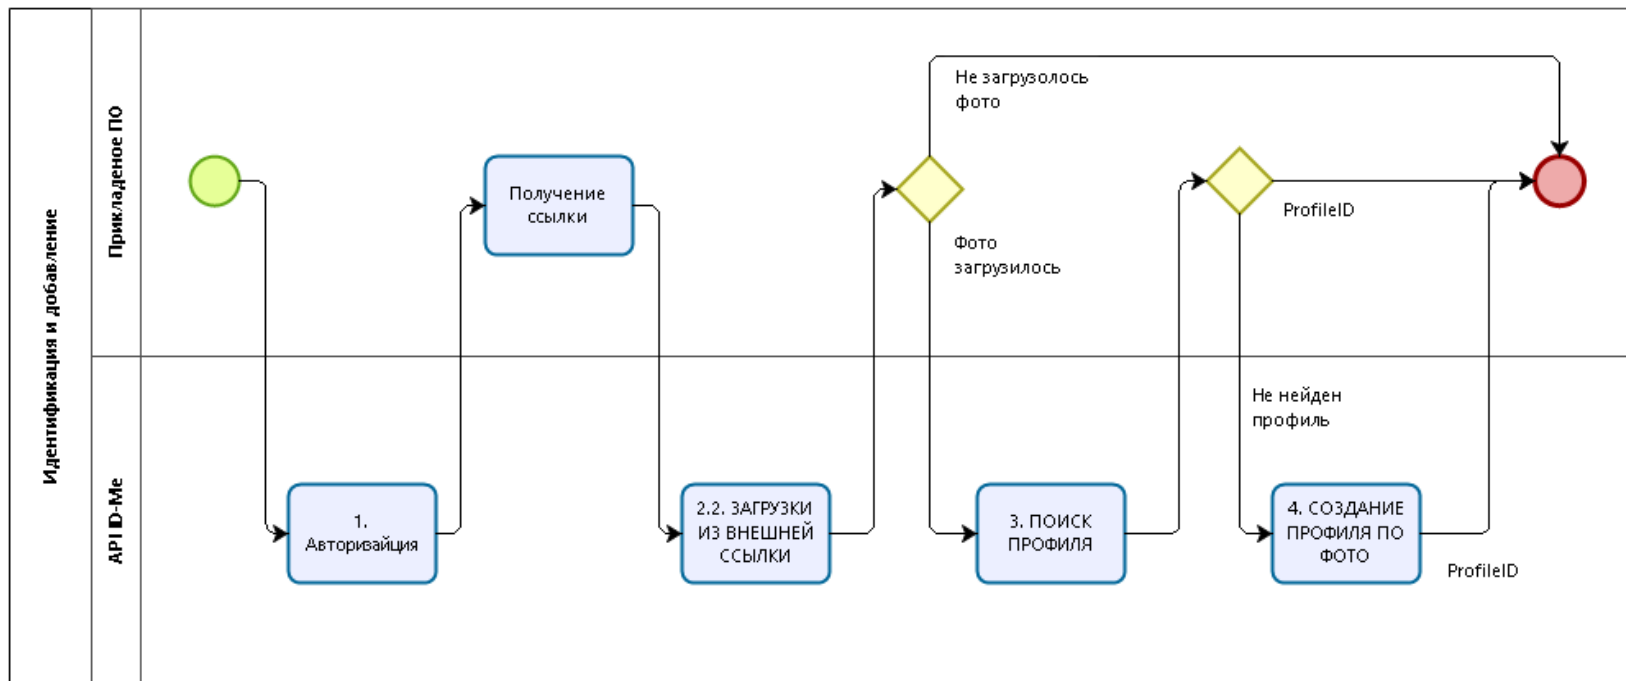 Идентификация и добавление
Прикладеное ПО
Не загрузолось
фото
Получение
ссылки
ProfileID
Фото
загрузилось
API ID-Me
Не нейден
профиль
1.
Авторивайция
2.2. ЗАГРУЗКИ
ИЗ ВНЕШНЕЙ
ССЫЛКИ
3. ПОИСК
ПРОФИЛЯ
4. СОЗДАНИЕ
ПРОФИЛЯ ПО
ФОТО
ProfileID